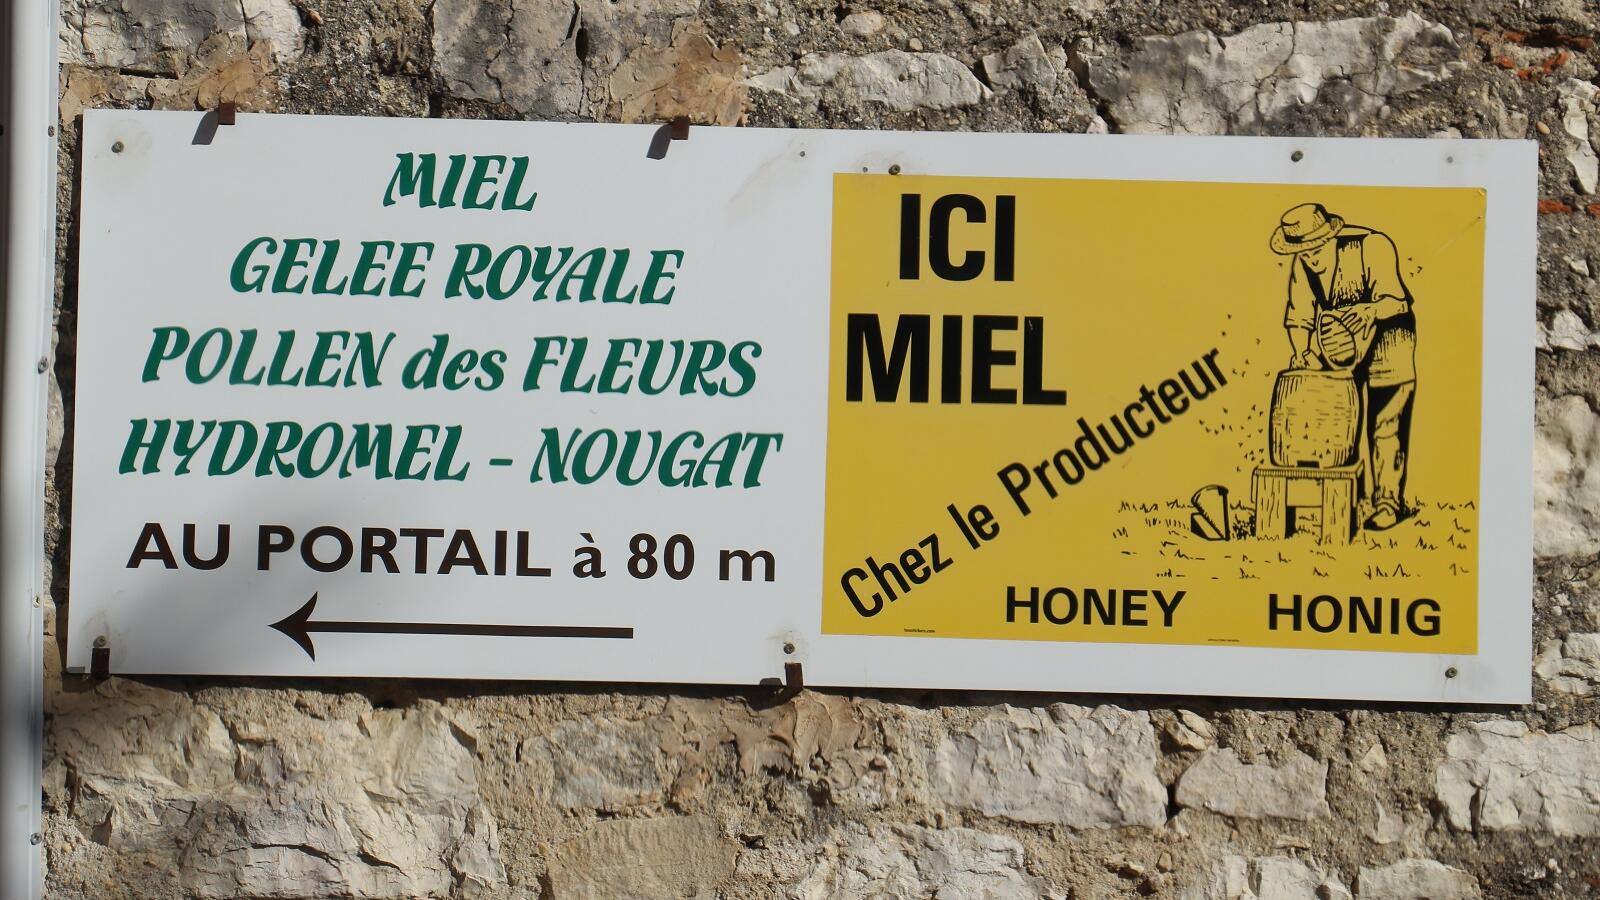 MIEL
GELEE ROYALE
POLLEN des FLEURS
HYDROMEL - NOUGAT
AU PORTAIL à 80 m
ICI
MIEL
Chez le Producteur
HONEY HONIG